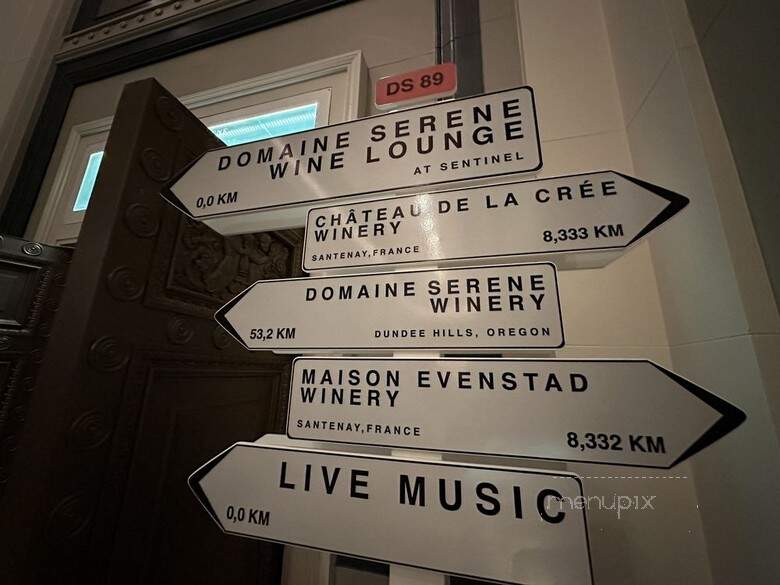 DS 89
DOMAINE SERENE
WINE LOUNGE
AT SENTINEL
0,0 KM
CHÂTEAU DE LA CRÉE
WINERY
SANTENAY,FRANCE
8,333 KM
DOMAINE SERENE
WINERY
53,2 KM
DUNDEE HILLS, OREGON
MAISON EVENSTAD
WINERY
SANTENAY,FRANCE
8,332 KM
LIVE MUSIC
0,0 KM
menupix